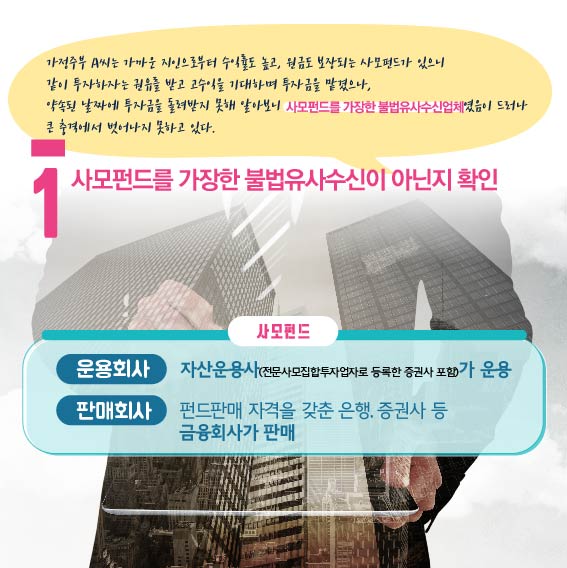 가정주부 A씨는 가까운 지인으로부터 수익률도 높고, 원금도 보장되는 사모펀드가 있으니
같이 투자하자는 권유를 받고 고수익을 기대하며 투자금을 맡겼으나,
약속된 날짜에 투자금을 돌려받지 못해 알아보니 사모펀드를 가장한 불법유사수신업체였음이 드러나
큰 충격에서 벗어나지 못하고 있다.
1 사모펀드를 가장한 불법유사수신이 아닌지 확인
사모펀드
운용회사 자산운용사(전문사모집합투자업자로 등록한 증권사 포함)가 운용
판매회사 펀드판매 자격을 갖춘 은행, 증권사 등
금융회사가 판매